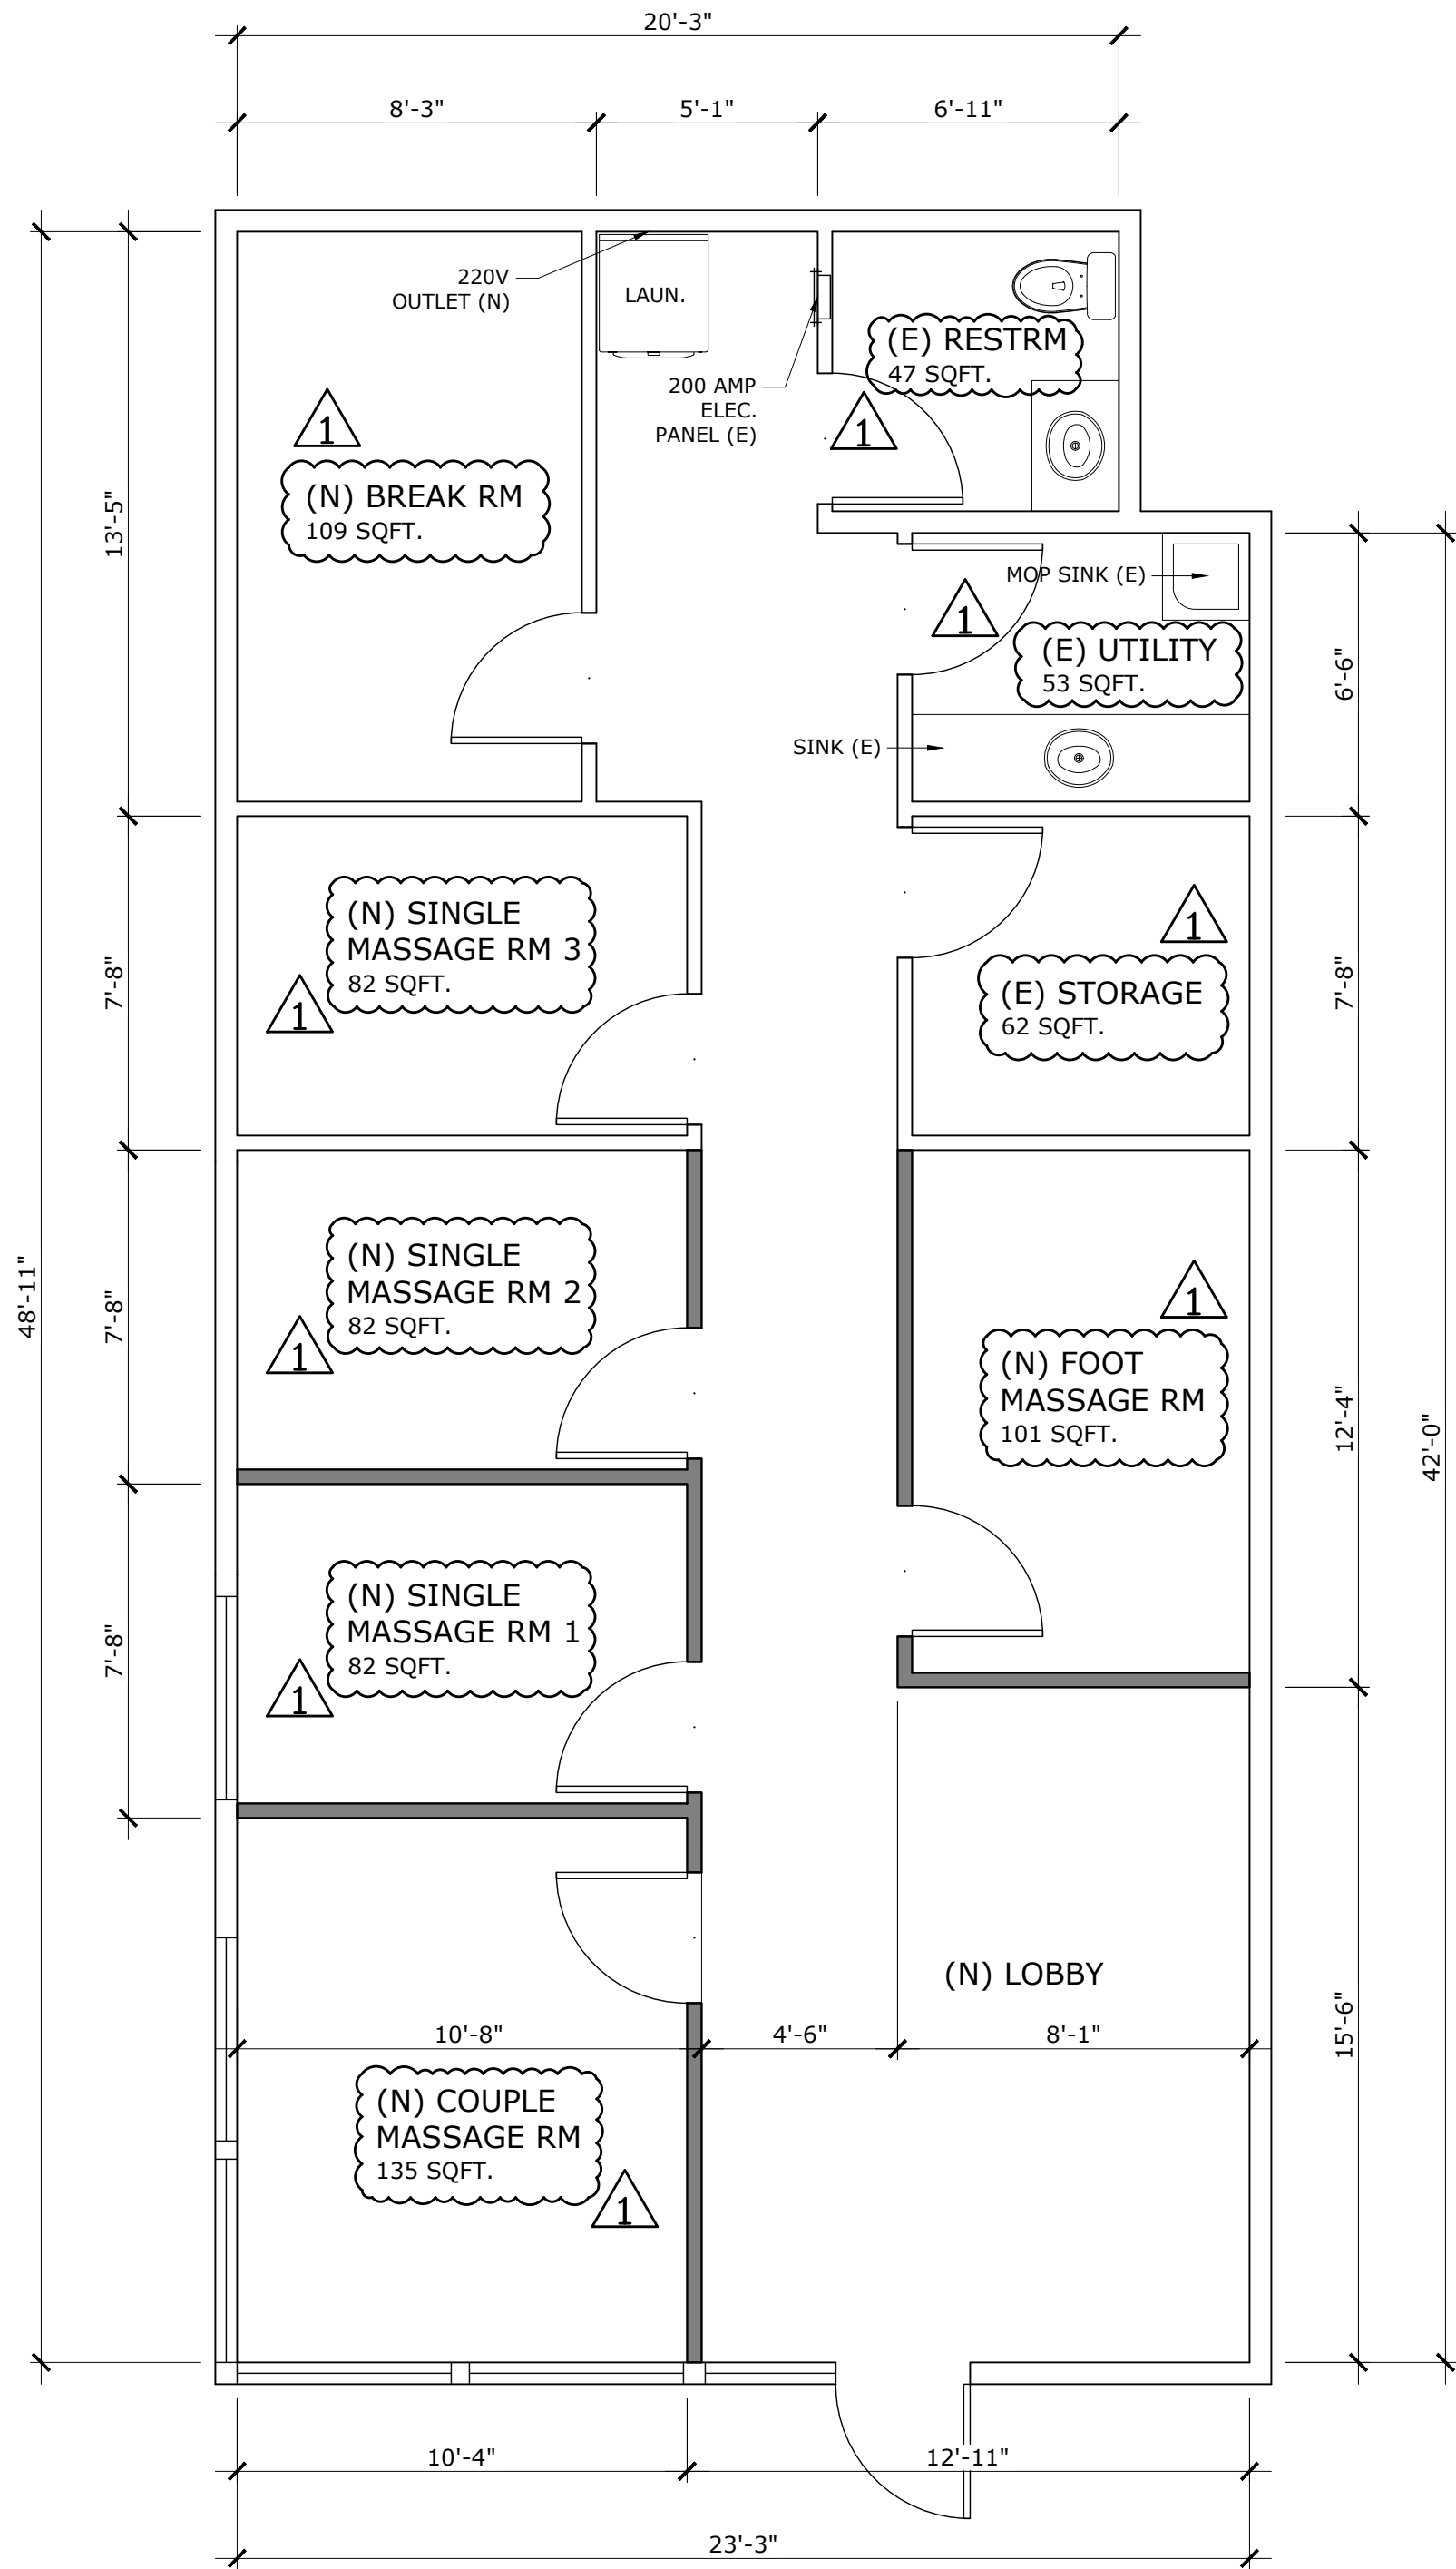 20'-3"
8'-3"
5'-1"
6'-11"
220V
OUTLET (N)
LAUN.
(E) RESTRM
47 SQFT.
200 AMP
ELEC.
PANEL (E)
1
1
(N) BREAK RM
109 SQFT.
13'-5"
MOP SINK (E)
1
(E) UTILITY
53 SQFT.
6'-6"
SINK (E)
(N) SINGLE
MASSAGE RM 3
82 SQFT.
1
7'-8"
1
(E) STORAGE
62 SQFT.
7'-8"
(N) SINGLE
MASSAGE RM 2
82 SQFT.
1
7'-8"
48'-11"
1
(N) FOOT
MASSAGE RM
101 SQFT.
12'-4"
42'-0"
(N) SINGLE
MASSAGE RM 1
82 SQFT.
1
7'-8"
(N) LOBBY
10'-8"
4'-6"
8'-1"
15'-6"
(N) COUPLE
MASSAGE RM
135 SQFT.
1
10'-4"
12'-11"
23'-3"